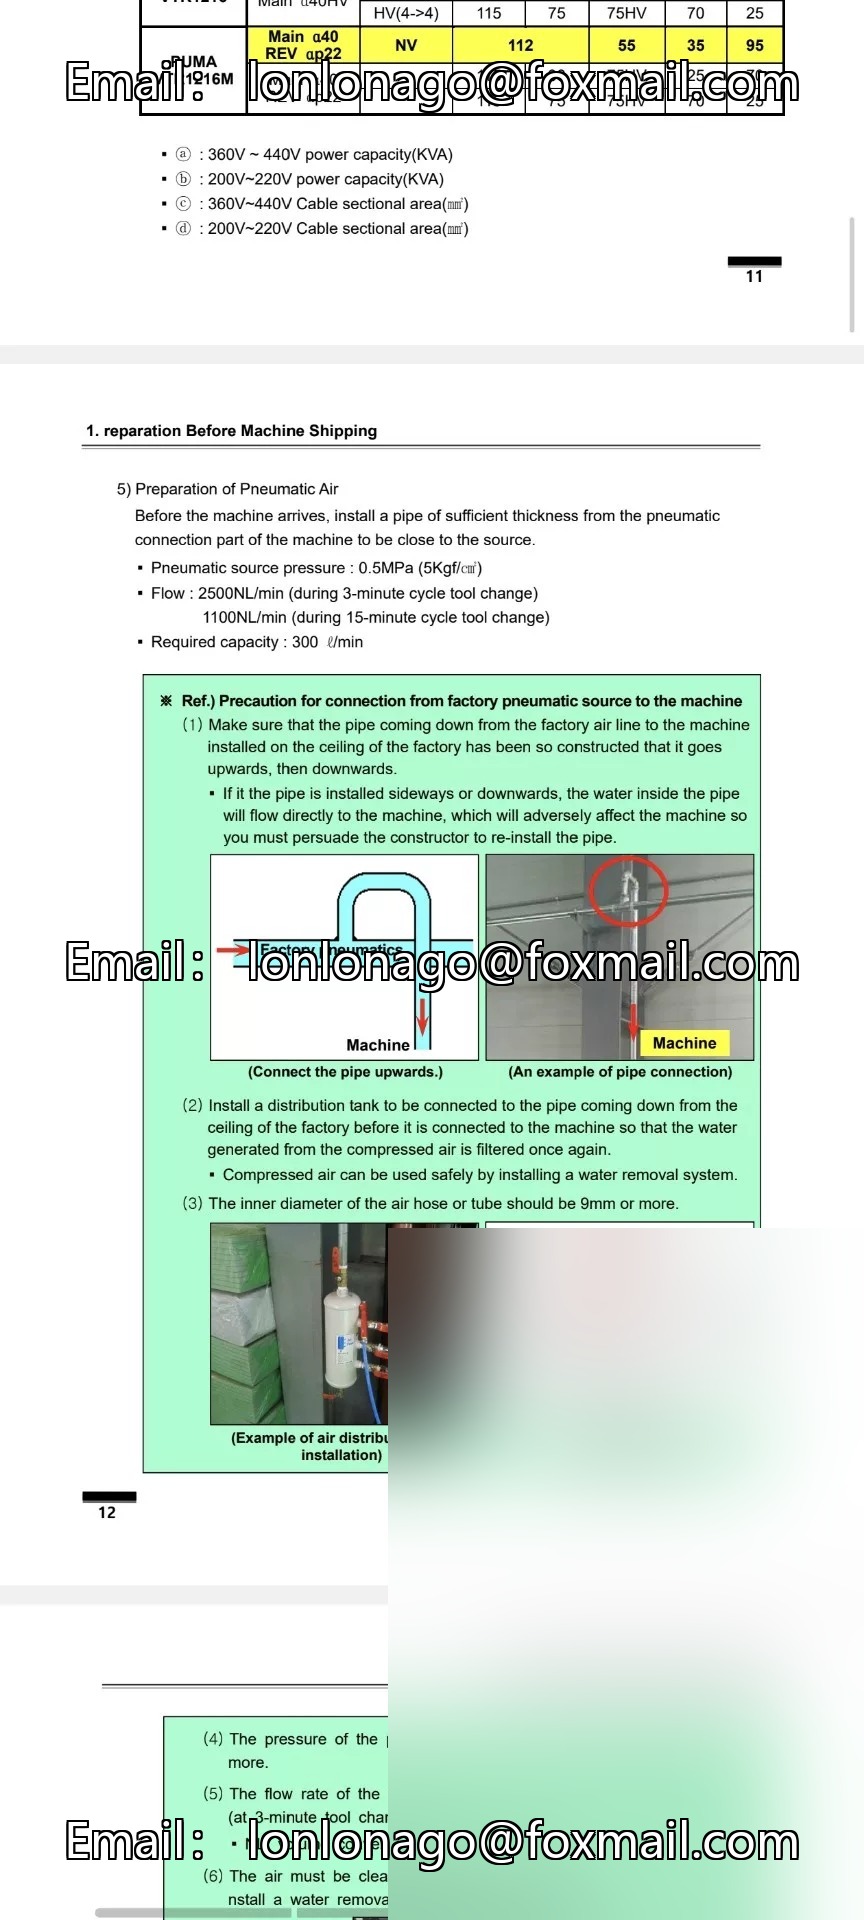 HV(4->4) 115 75 75HV 70 25
PUMA Main α40 REV αp22 NV 112 55 35 95
Email： lonlonago@foxmail.com
▪ ⓐ : 360V ~ 440V power capacity(KVA)
▪ ⓑ : 200V~220V power capacity(KVA)
▪ ⓒ : 360V~440V Cable sectional area(㎟)
▪ ⓓ : 200V~220V Cable sectional area(㎟)
11
1. reparation Before Machine Shipping
5) Preparation of Pneumatic Air
Before the machine arrives, install a pipe of sufficient thickness from the pneumatic
connection part of the machine to be close to the source.
▪ Pneumatic source pressure : 0.5MPa (5Kgf/㎠)
▪ Flow : 2500NL/min (during 3-minute cycle tool change)
1100NL/min (during 15-minute cycle tool change)
▪ Required capacity : 300 ℓ/min
※ Ref.) Precaution for connection from factory pneumatic source to the machine
(1) Make sure that the pipe coming down from the factory air line to the machine
installed on the ceiling of the factory has been so constructed that it goes
upwards, then downwards.
▪ If it the pipe is installed sideways or downwards, the water inside the pipe
will flow directly to the machine, which will adversely affect the machine so
you must persuade the constructor to re-install the pipe.
Factory pneumatics
Email： lonlonago@foxmail.com
Machine
Machine
(Connect the pipe upwards.) (An example of pipe connection)
(2) Install a distribution tank to be connected to the pipe coming down from the
ceiling of the factory before it is connected to the machine so that the water
generated from the compressed air is filtered once again.
▪ Compressed air can be used safely by installing a water removal system.
(3) The inner diameter of the air hose or tube should be 9mm or more.
(Example of air distribu
installation)
12
(4) The pressure of the
more.
(5) The flow rate of the
(at 3-minute tool char
Email： lonlonago@foxmail.com
(6) The air must be clea
nstall a water remova